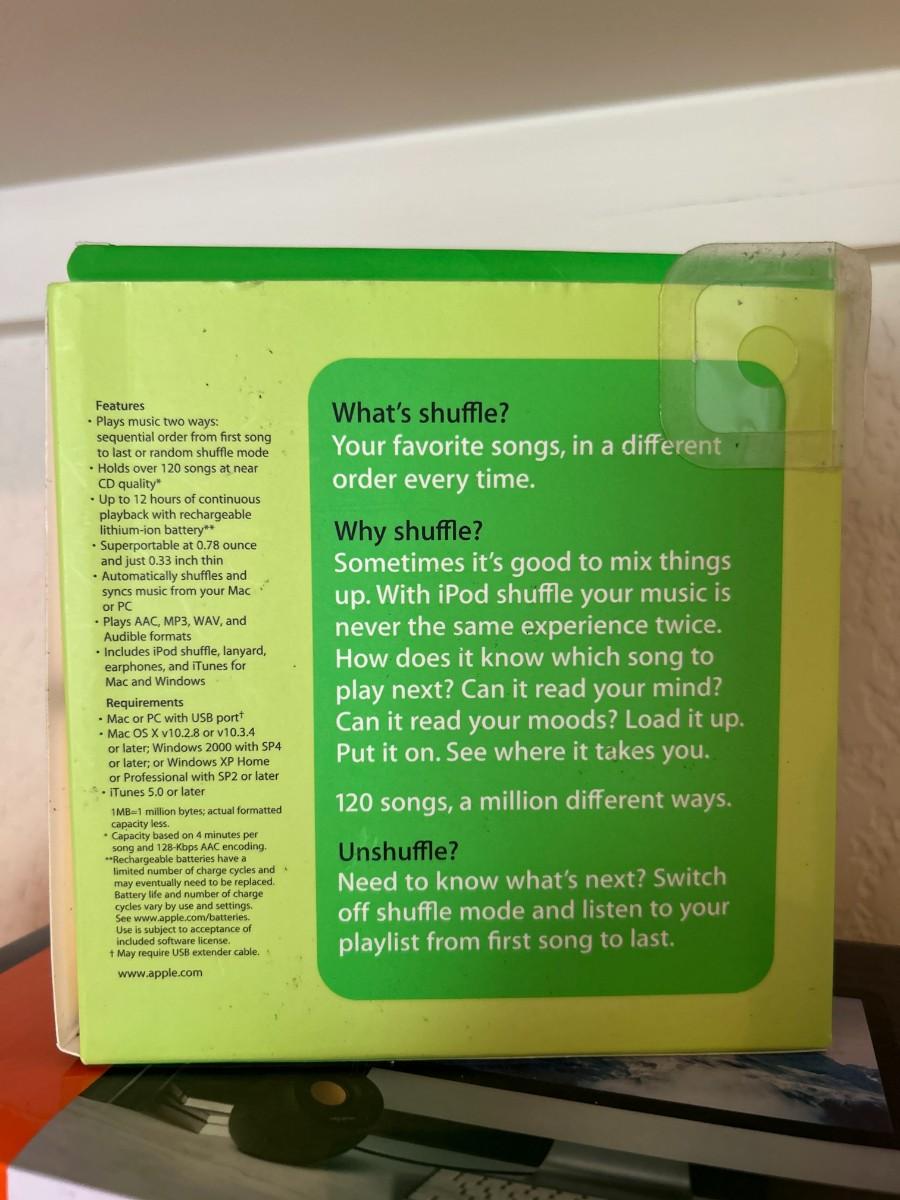 Features
• Plays music two ways:
sequential order from first song
to last or random shuffle mode
• Holds over 120 songs at near
CD quality*
• Up to 12 hours of continuous
playback with rechargeable
lithium-ion battery**
• Superportable at 0.78 ounce
and just 0.33 inch thin
• Automatically shuffles and
syncs music from your Mac
or PC
• Plays AAC, MP3, WAV, and
Audible formats
• Includes iPod shuffle, lanyard,
earphones, and iTunes for
Mac and Windows
Requirements
• Mac or PC with USB port†
• Mac OS X v10.2.8 or v10.3.4
or later; Windows 2000 with SP4
or later; or Windows XP Home
or Professional with SP2 or later
• iTunes 5.0 or later
1MB=1 million bytes; actual formatted
capacity less.
* Capacity based on 4 minutes per
song and 128-Kbps AAC encoding.
**Rechargeable batteries have a
limited number of charge cycles and
may eventually need to be replaced.
Battery life and number of charge
cycles vary by use and settings.
See www.apple.com/batteries.
Use is subject to acceptance of
included software license.
† May require USB extender cable.
www.apple.com
What's shuffle?
Your favorite songs, in a different
order every time.
Why shuffle?
Sometimes it's good to mix things
up. With iPod shuffle your music is
never the same experience twice.
How does it know which song to
play next? Can it read your mind?
Can it read your moods? Load it up.
Put it on. See where it takes you.
120 songs, a million different ways.
Unshuffle?
Need to know what's next? Switch
off shuffle mode and listen to your
playlist from first song to last.